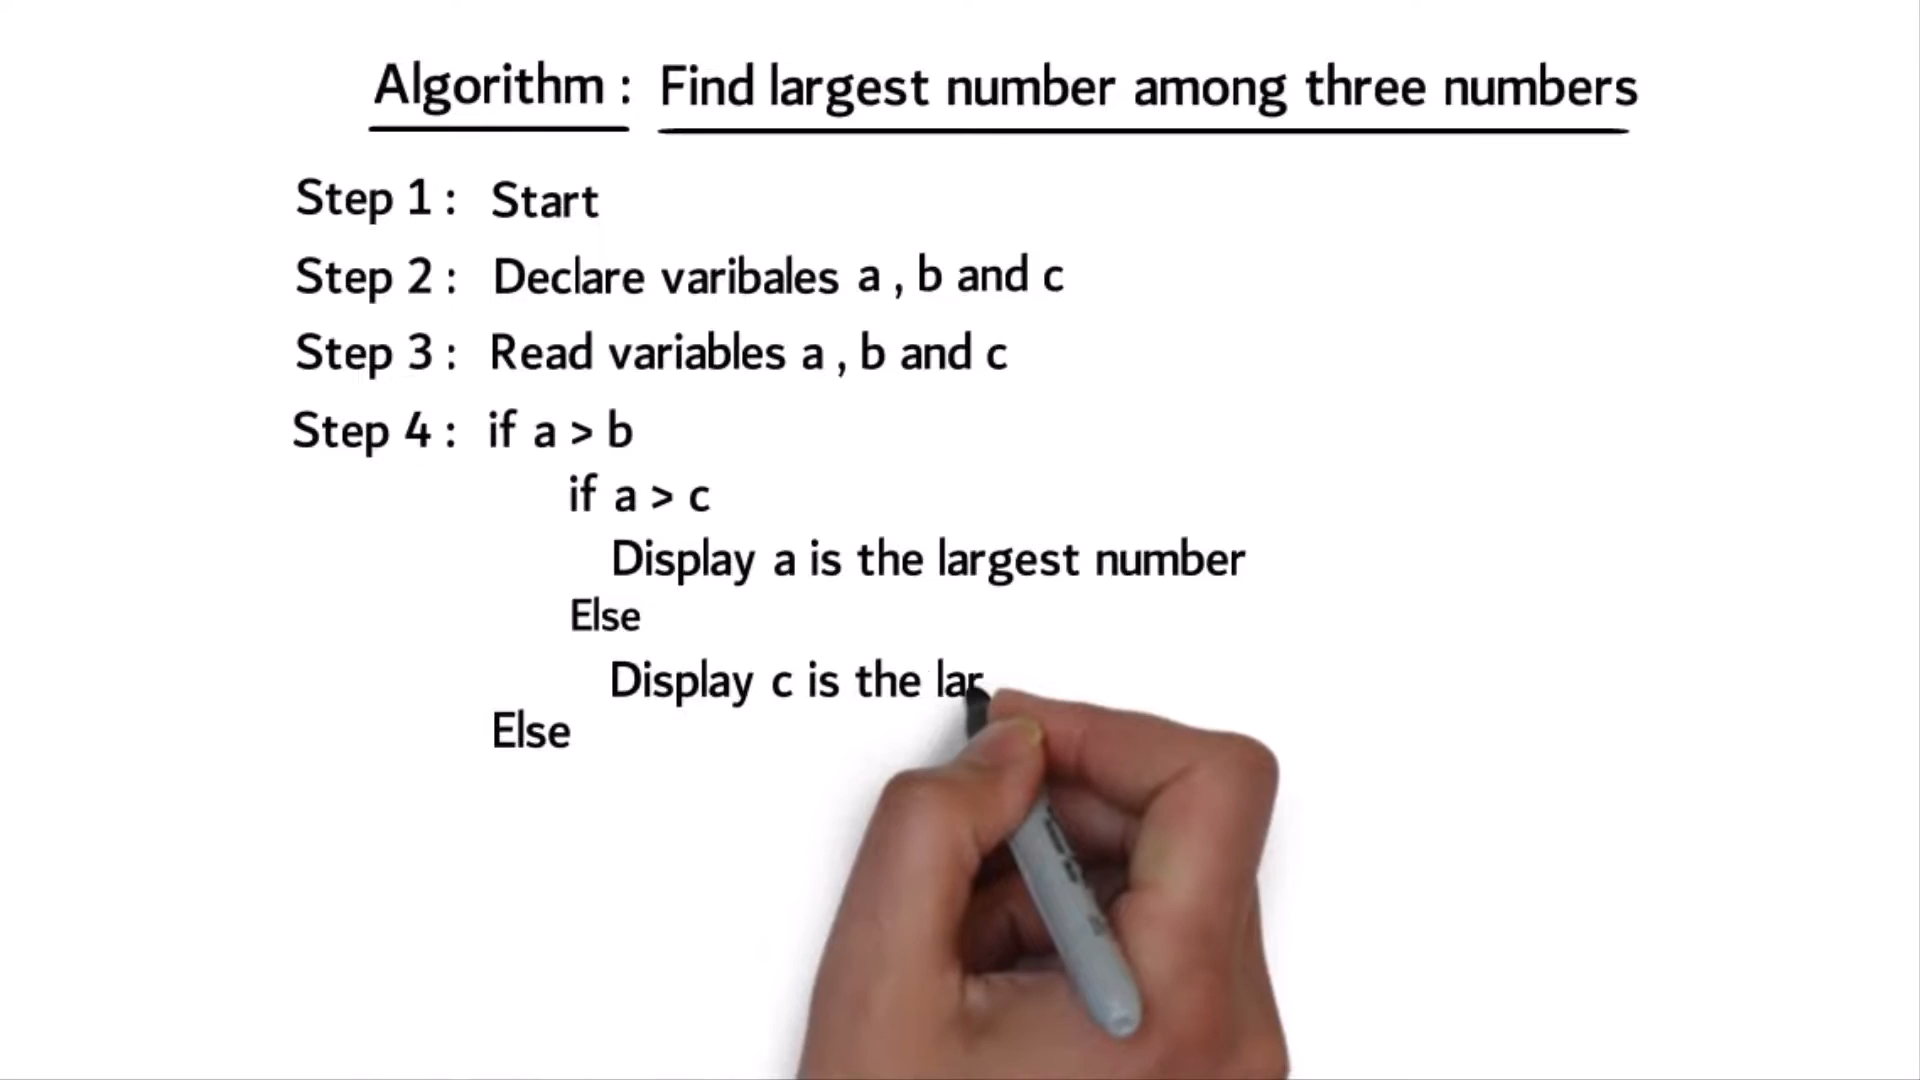 Algorithm : Find largest number among three numbers
Step 1 : Start
Step 2 : Declare varibales a , b and c
Step 3 : Read variables a , b and c
Step 4 : if a > b
if a > c
Display a is the largest number
Else
Display c is the lar
Else